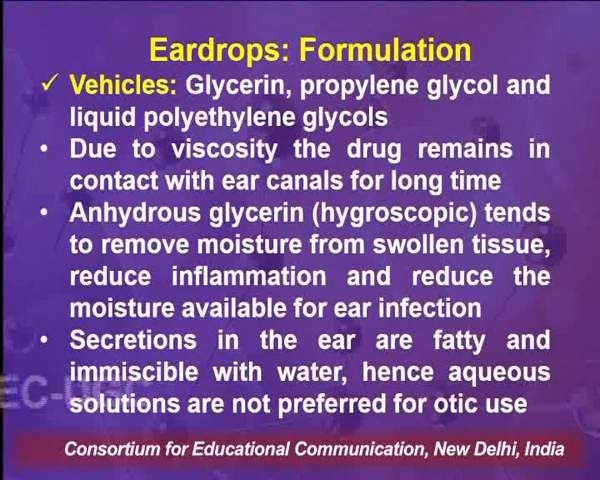 Eardrops: Formulation
✓ Vehicles: Glycerin, propylene glycol and
liquid polyethylene glycols
• Due to viscosity the drug remains in
contact with ear canals for long time
• Anhydrous glycerin (hygroscopic) tends
to remove moisture from swollen tissue,
reduce inflammation and reduce the
moisture available for ear infection
• Secretions in the ear are fatty and
immiscible with water, hence aqueous
solutions are not preferred for otic use
EC-UGC
Consortium for Educational Communication, New Delhi, India